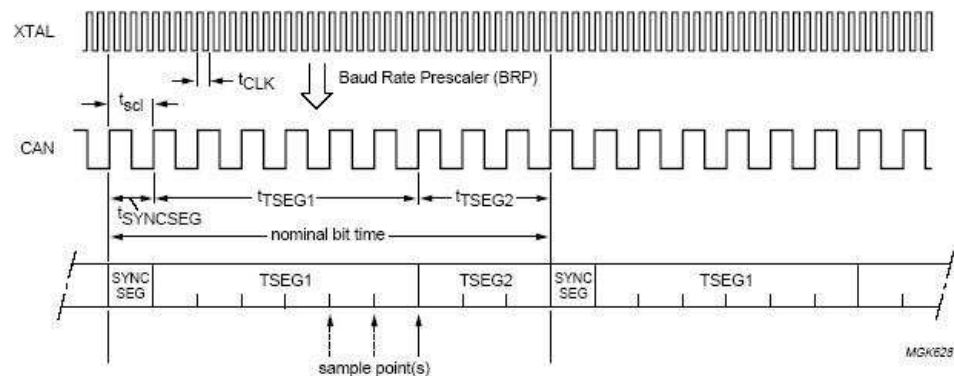 XTAL
tCLK
Baud Rate Prescaler (BRP)
tscl
CAN
tSYNCSEG
tTSEG1
tTSEG2
nominal bit time
SYNC SEG
TSEG1
TSEG2
SYNC SEG
TSEG1
sample point(s)
MGK628